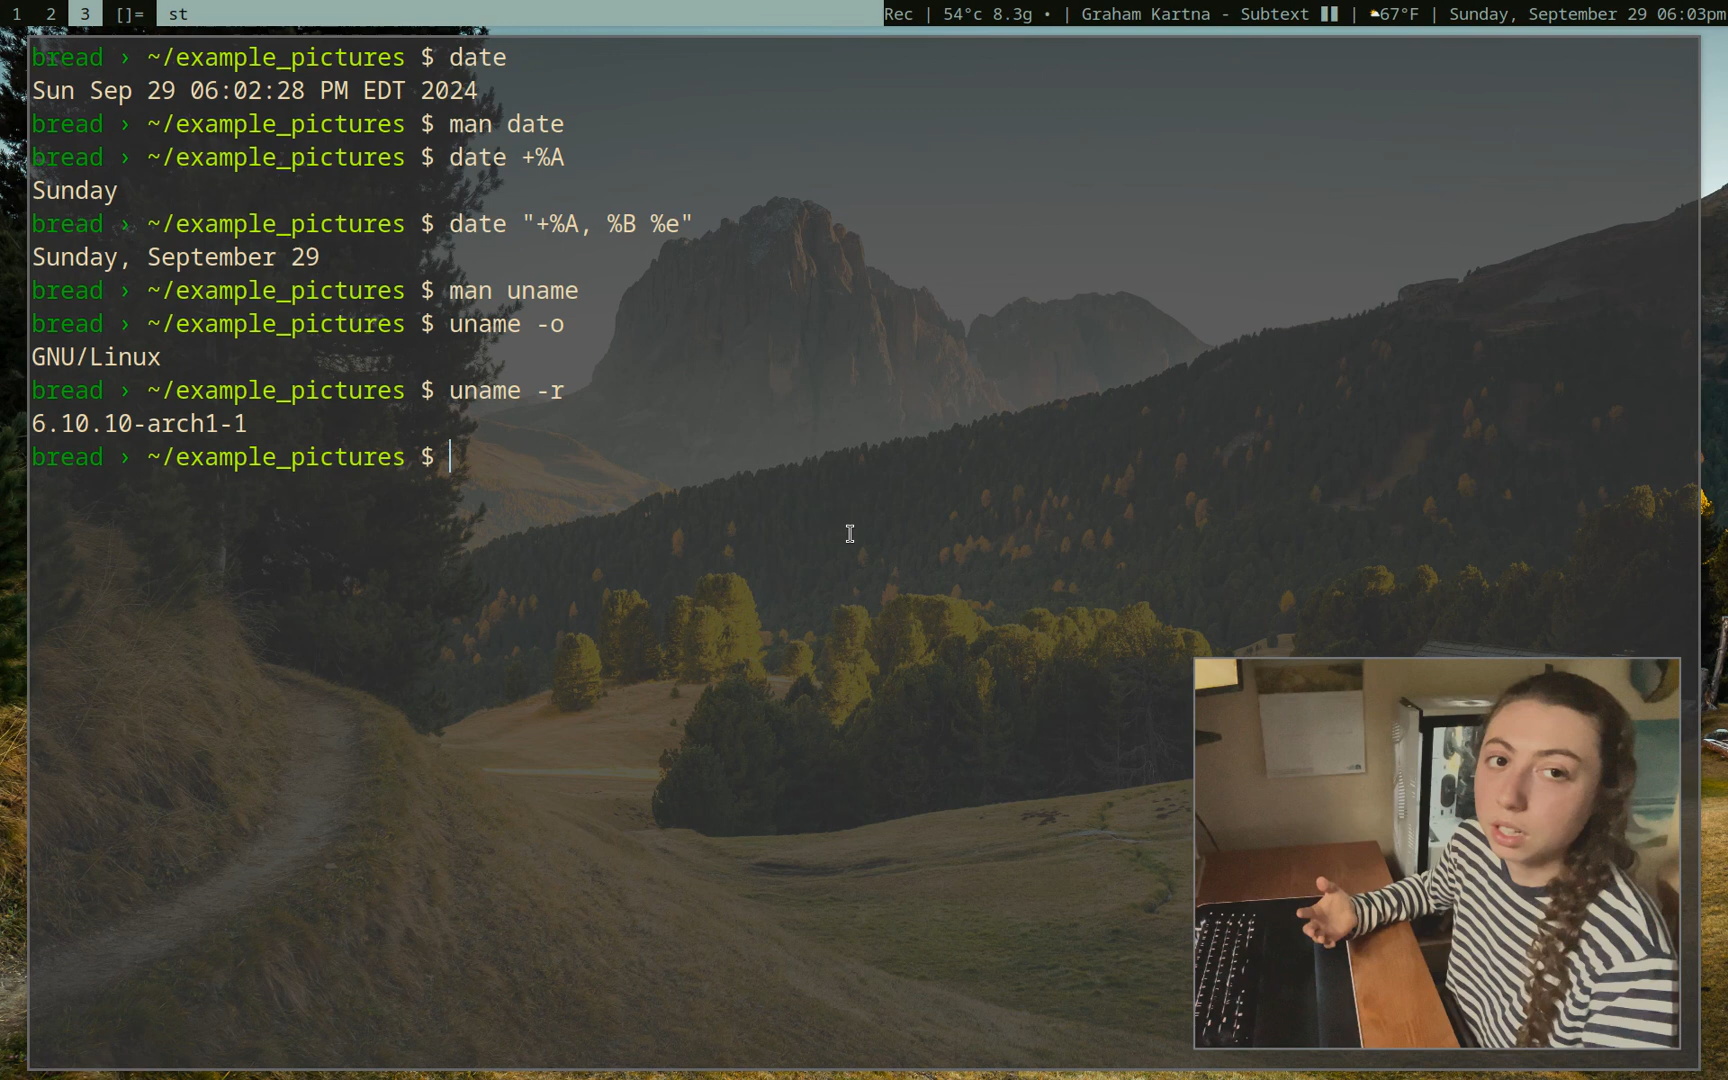 1 2 3 []= st Rec | 54°c 8.3g • | Graham Kartna - Subtext ▮▮ | ⛅67°F | Sunday, September 29 06:03pm
bread › ~/example_pictures $ date
Sun Sep 29 06:02:28 PM EDT 2024
bread › ~/example_pictures $ man date
bread › ~/example_pictures $ date +%A
Sunday
bread › ~/example_pictures $ date "+%A, %B %e"
Sunday, September 29
bread › ~/example_pictures $ man uname
bread › ~/example_pictures $ uname -o
GNU/Linux
bread › ~/example_pictures $ uname -r
6.10.10-arch1-1
bread › ~/example_pictures $